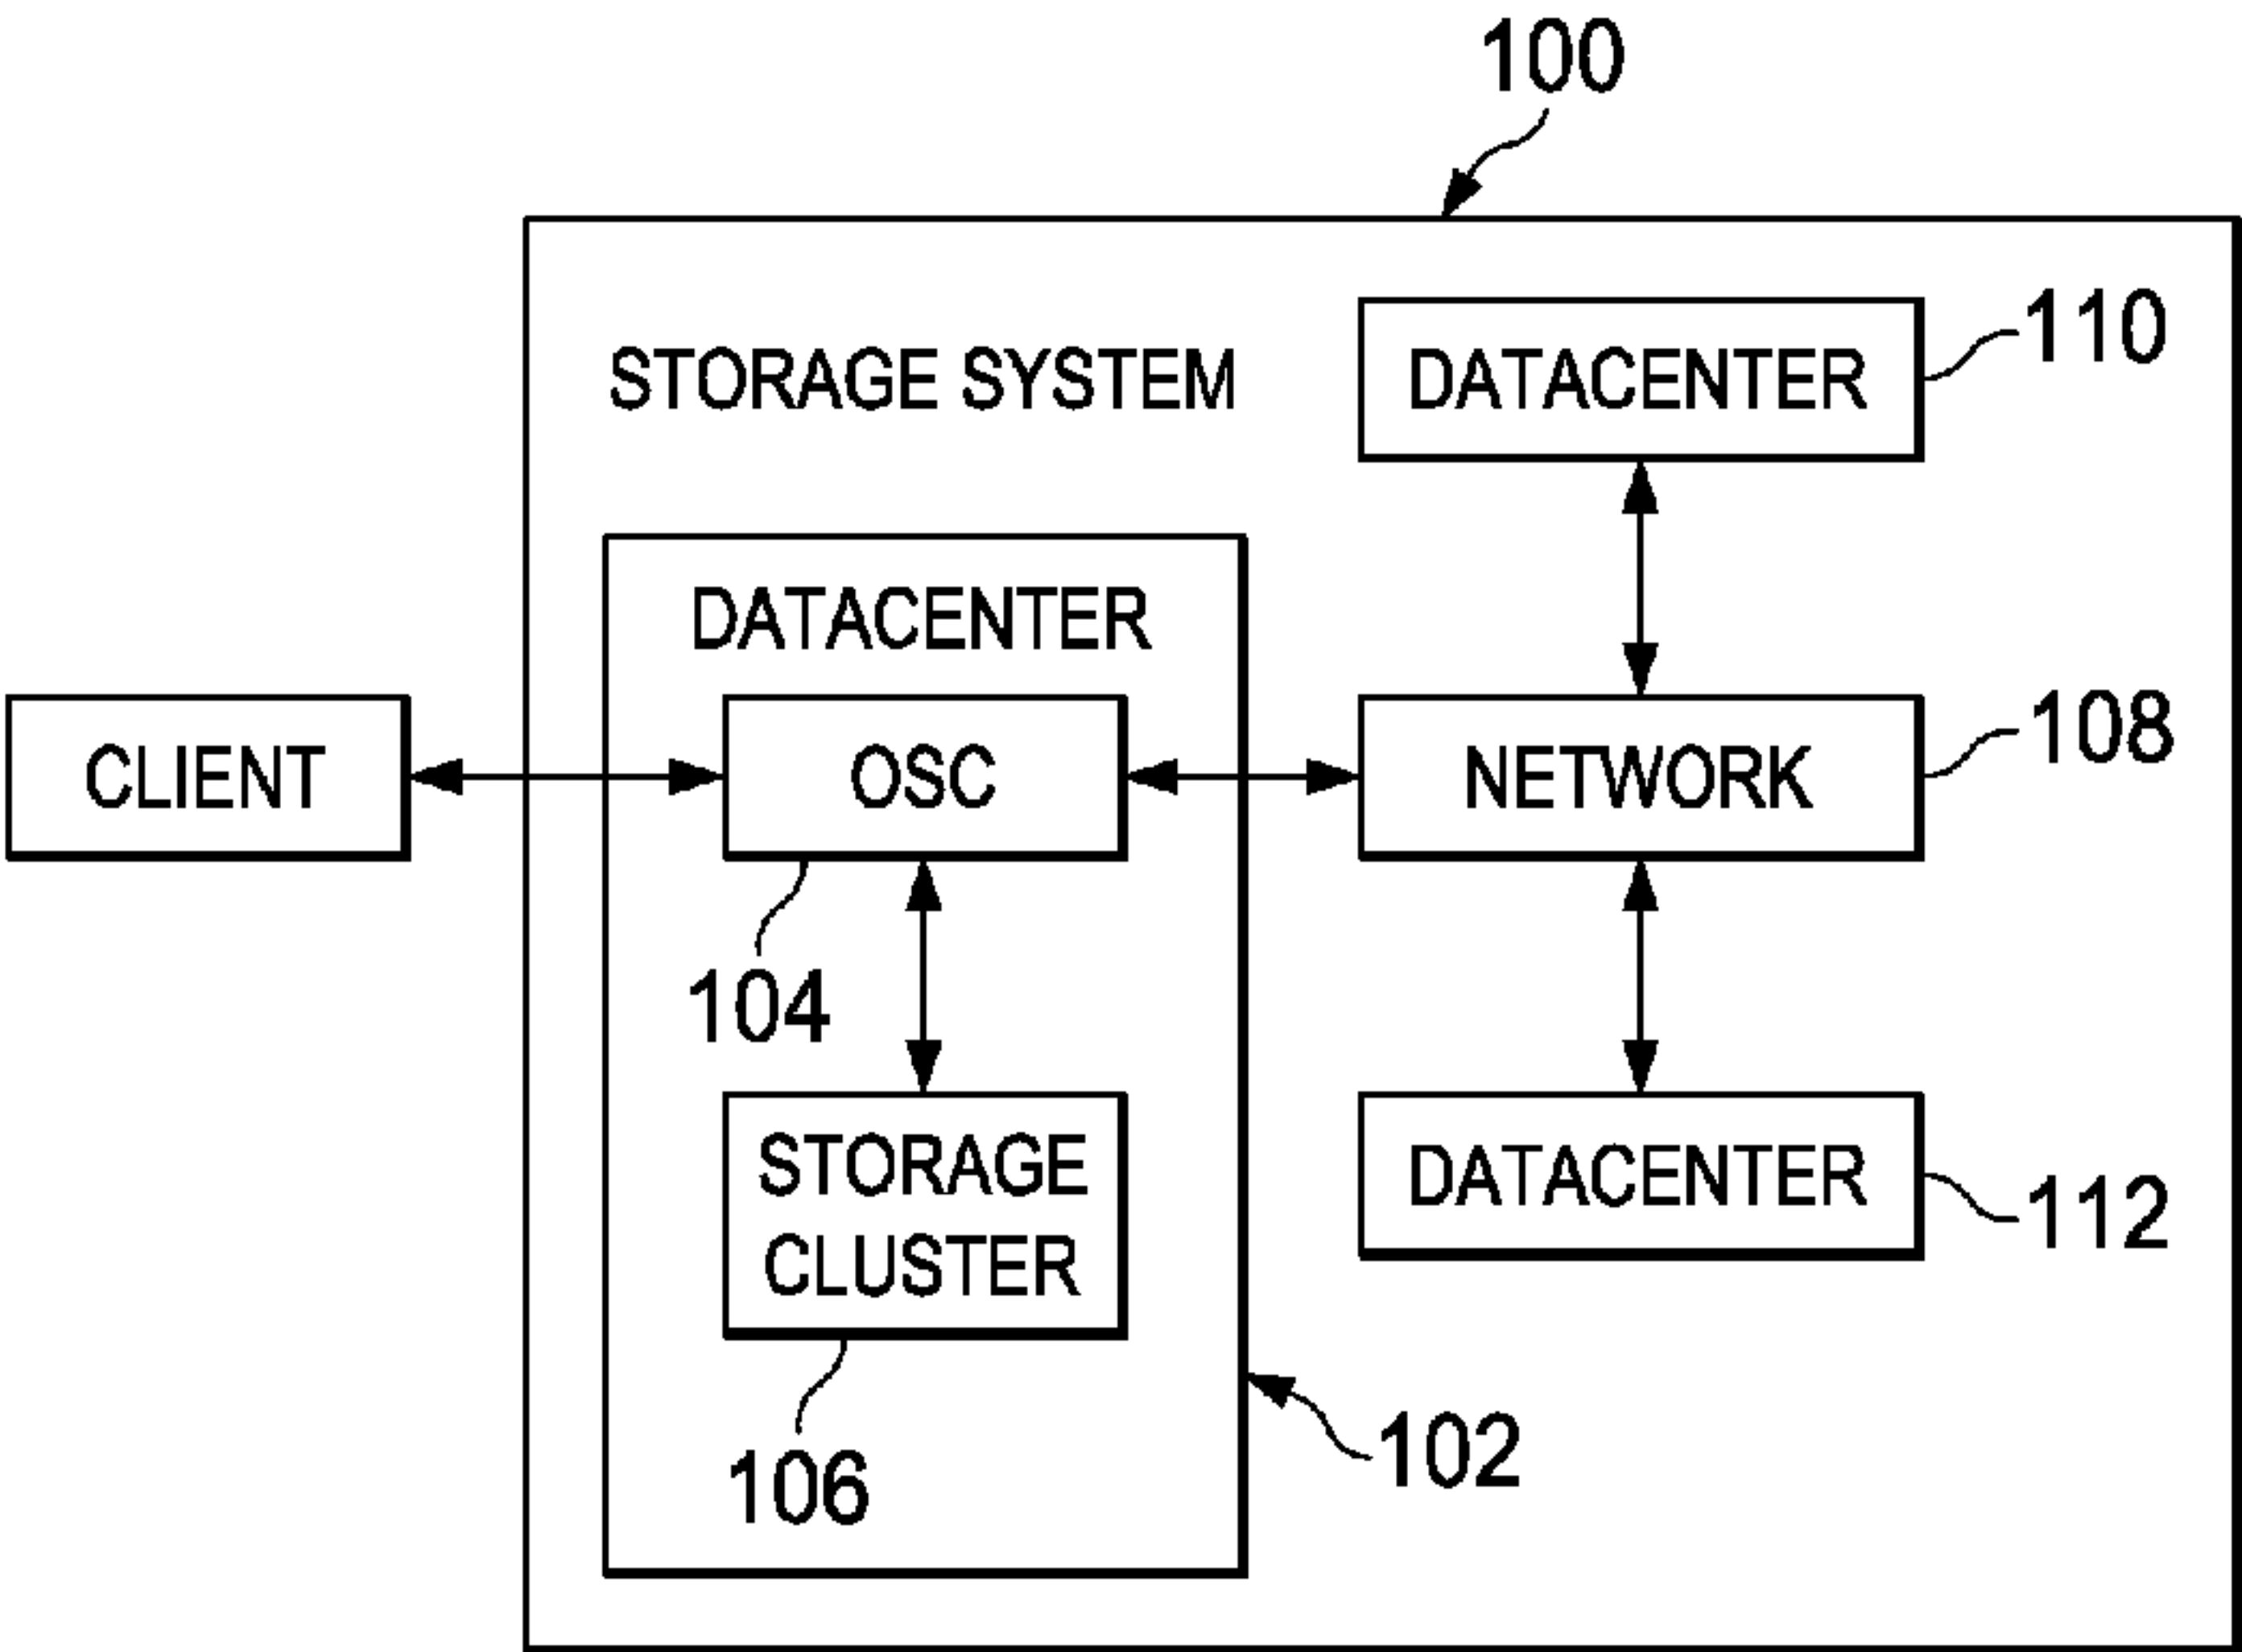 100
STORAGE SYSTEM
DATACENTER
110
DATACENTER
CLIENT
OSC
NETWORK
108
104
STORAGE
CLUSTER
DATACENTER
112
106
102